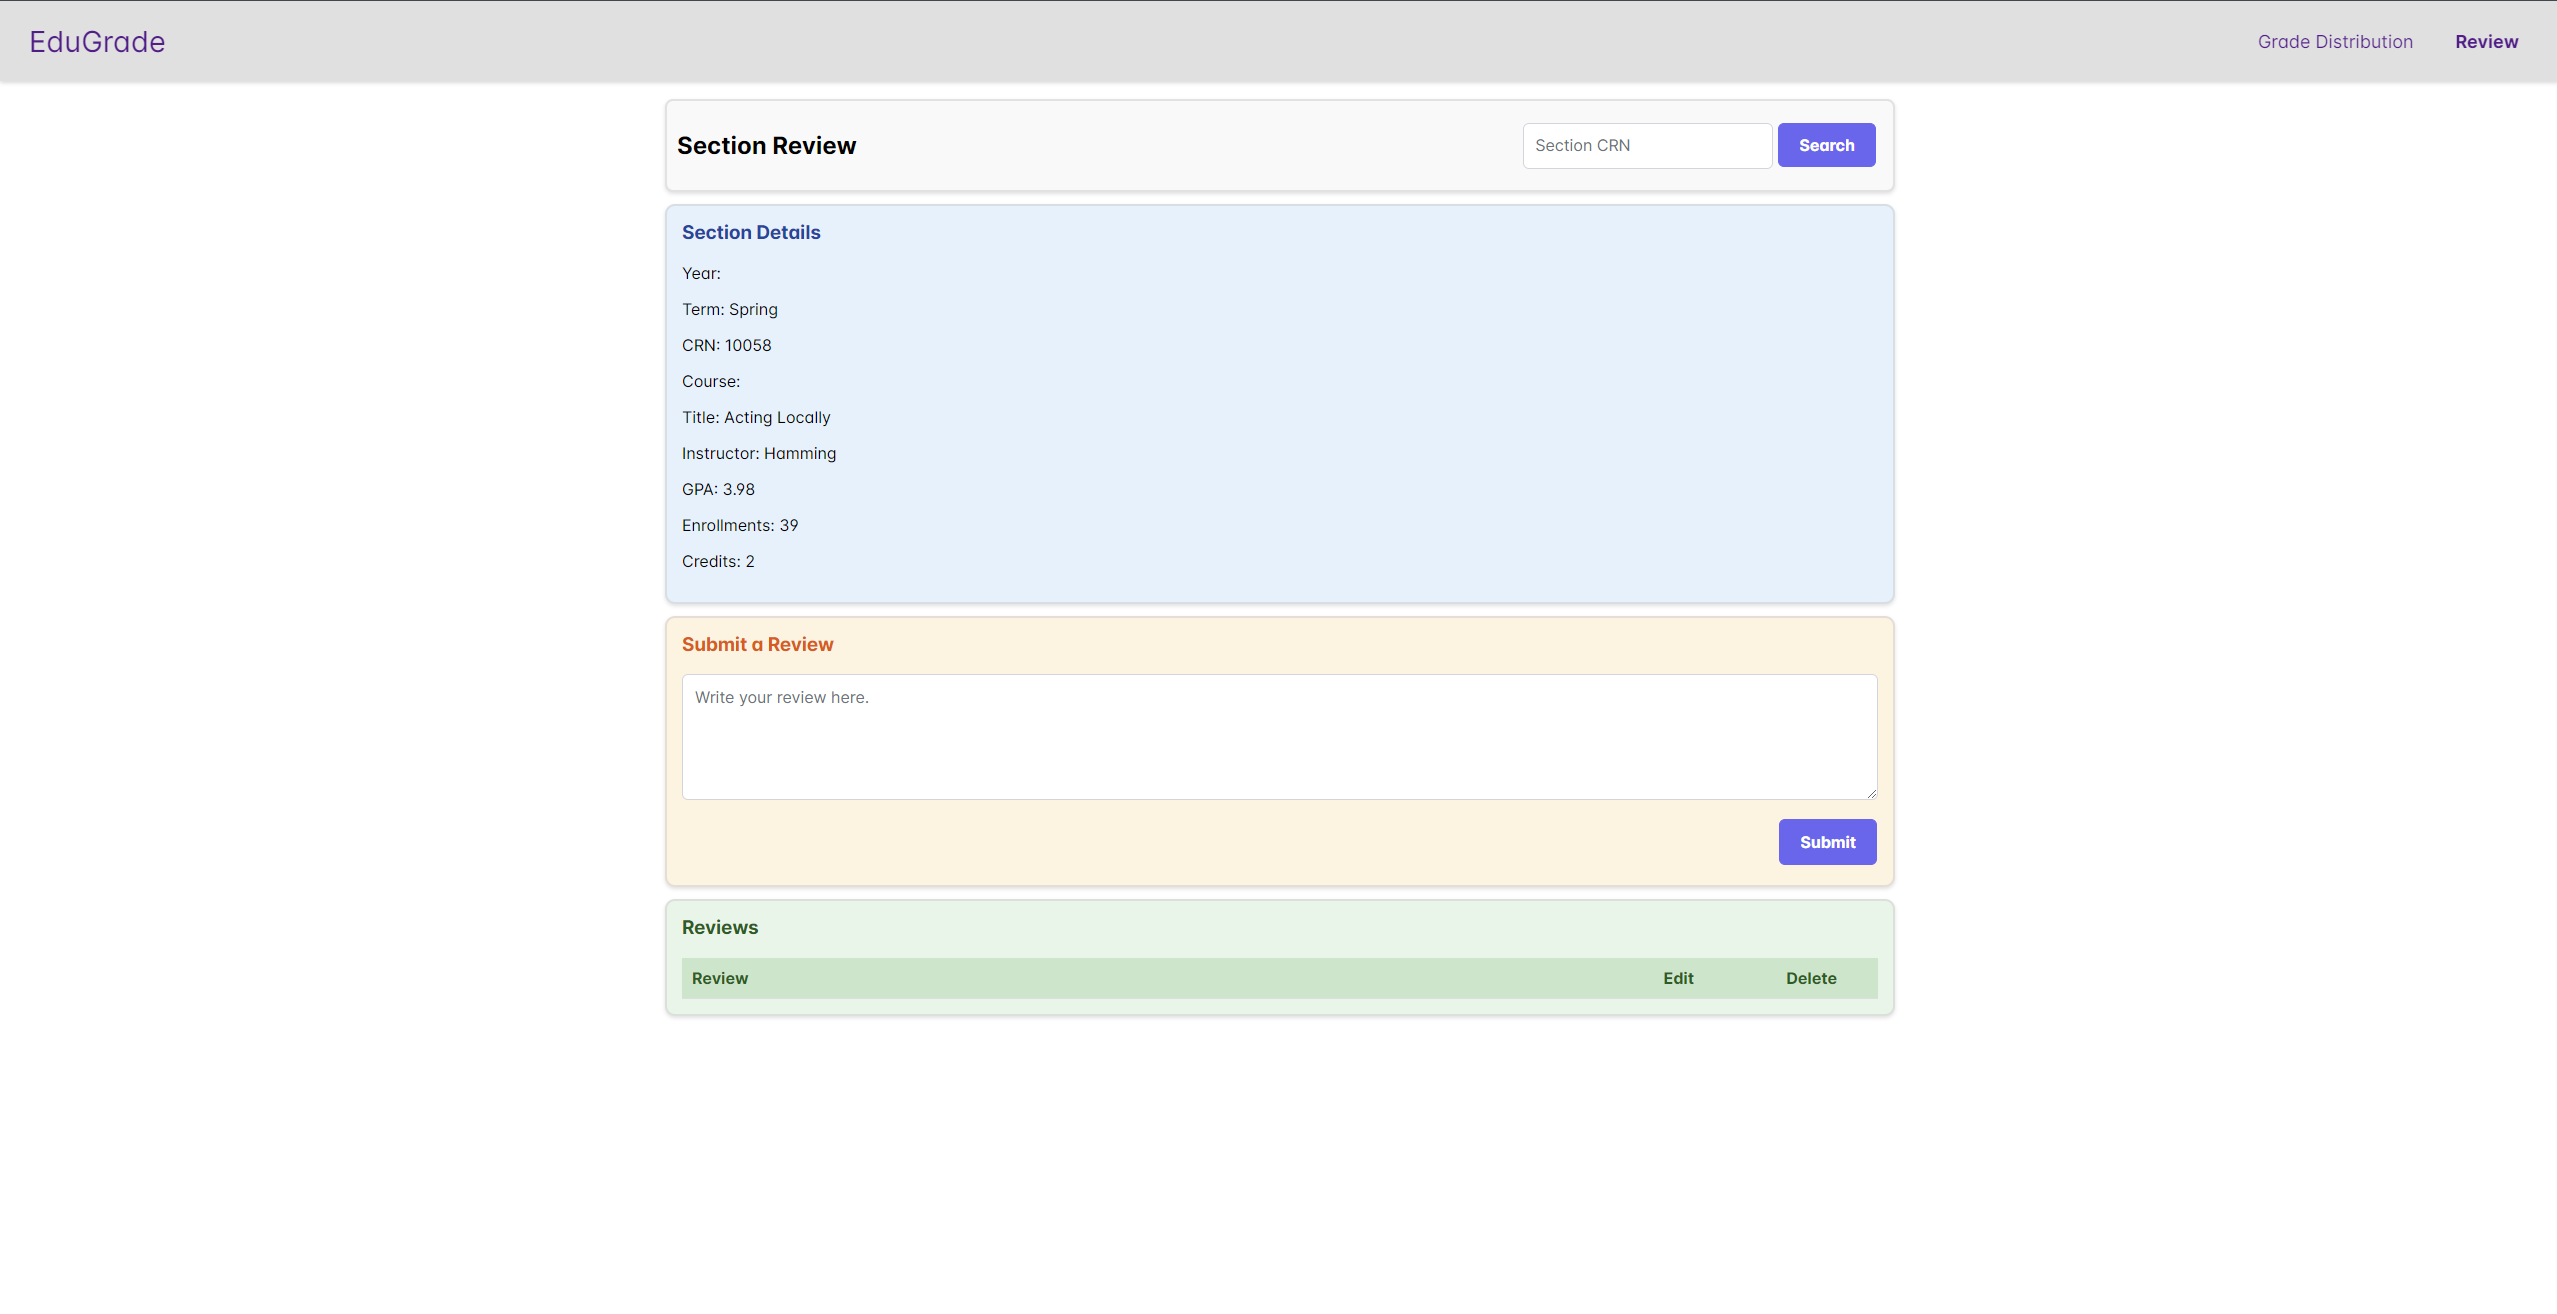 EduGrade
Grade Distribution
Review
Section Review
Section CRN
Search
Section Details
Year:
Term: Spring
CRN: 10058
Course:
Title: Acting Locally
Instructor: Hamming
GPA: 3.98
Enrollments: 39
Credits: 2
Submit a Review
Write your review here.
Submit
Reviews
Review Edit Delete